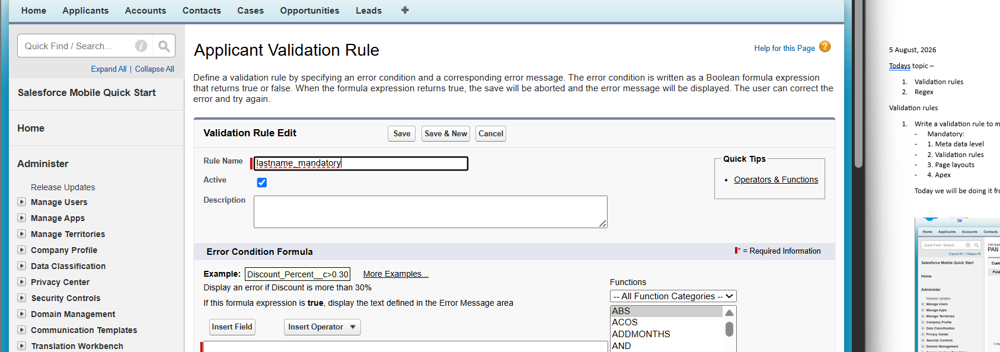 Home Applicants Accounts Contacts Cases Opportunities Leads +
Quick Find / Search...
Expand All | Collapse All
Salesforce Mobile Quick Start
Home
Administer
Release Updates
Manage Users
Manage Apps
Manage Territories
Company Profile
Data Classification
Privacy Center
Security Controls
Domain Management
Communication Templates
Translation Workbench
Applicant Validation Rule
Help for this Page ?
Define a validation rule by specifying an error condition and a corresponding error message. The error condition is written as a Boolean formula expression
that returns true or false. When the formula expression returns true, the save will be aborted and the error message will be displayed. The user can correct the
error and try again.
Validation Rule Edit Save Save & New Cancel
Rule Name lastname_mandatory
Active
Description
Quick Tips
• Operators & Functions
Error Condition Formula
* = Required Information
Example: Discount_Percent__c>0.30 More Examples...
Display an error if Discount is more than 30%
If this formula expression is true, display the text defined in the Error Message area
Insert Field Insert Operator
Functions
-- All Function Categories --
ABS
ACOS
ADDMONTHS
AND
5 August, 2026
Todays topic –
1. Validation rules
2. Regex
Validation rules
1. Write a validation rule to m
- Mandatory:
- 1. Meta data level
- 2. Validation rules
- 3. Page layouts
- 4. Apex
Today we will be doing it fr
'26
Home Applicants Accounts Contacts
Quick Find / Search...
Expand All | Collapse All
Salesforce Mobile Quick Start
Home
Administer
Release Updates
Manage Users
Manage Apps
Manage Territories
Company Profile
Data Classification
Privacy Center
Security Controls
Domain Management
PAN